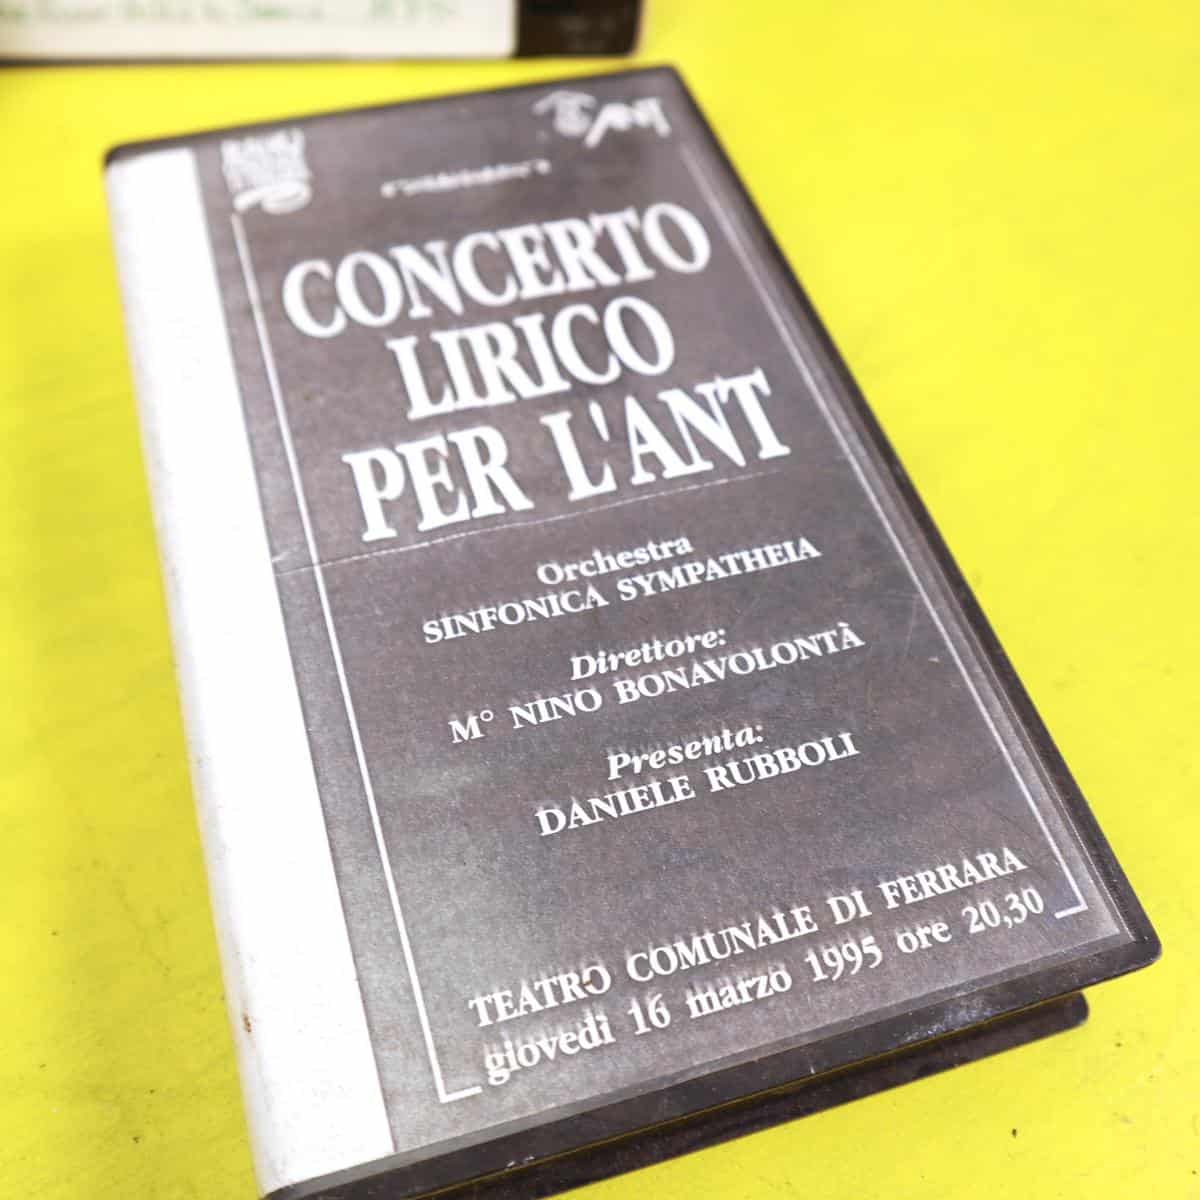 ANT
CONCERTO
LIRICO
PER L'ANT
Orchestra
SINFONICA SYMPATHEIA
Direttore:
M° NINO BONAVOLONTÀ
Presenta:
DANIELE RUBBOLI
TEATRO COMUNALE DI FERRARA
giovedì 16 marzo 1995 ore 20,30